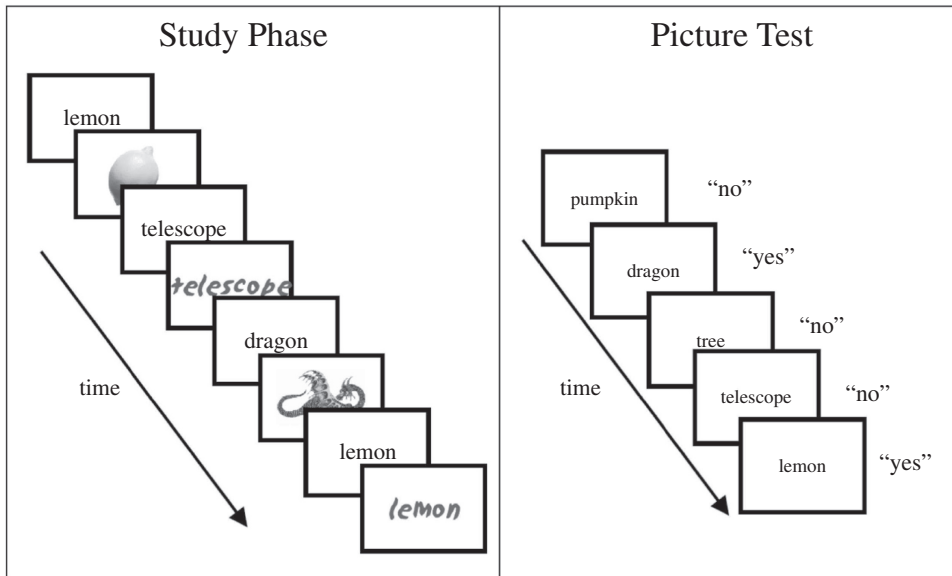 Study Phase
lemon
telescope
telescope
dragon
lemon
lemon
time
Picture Test
pumpkin
“no”
dragon
“yes”
tree
“no”
telescope
“no”
lemon
“yes”
time